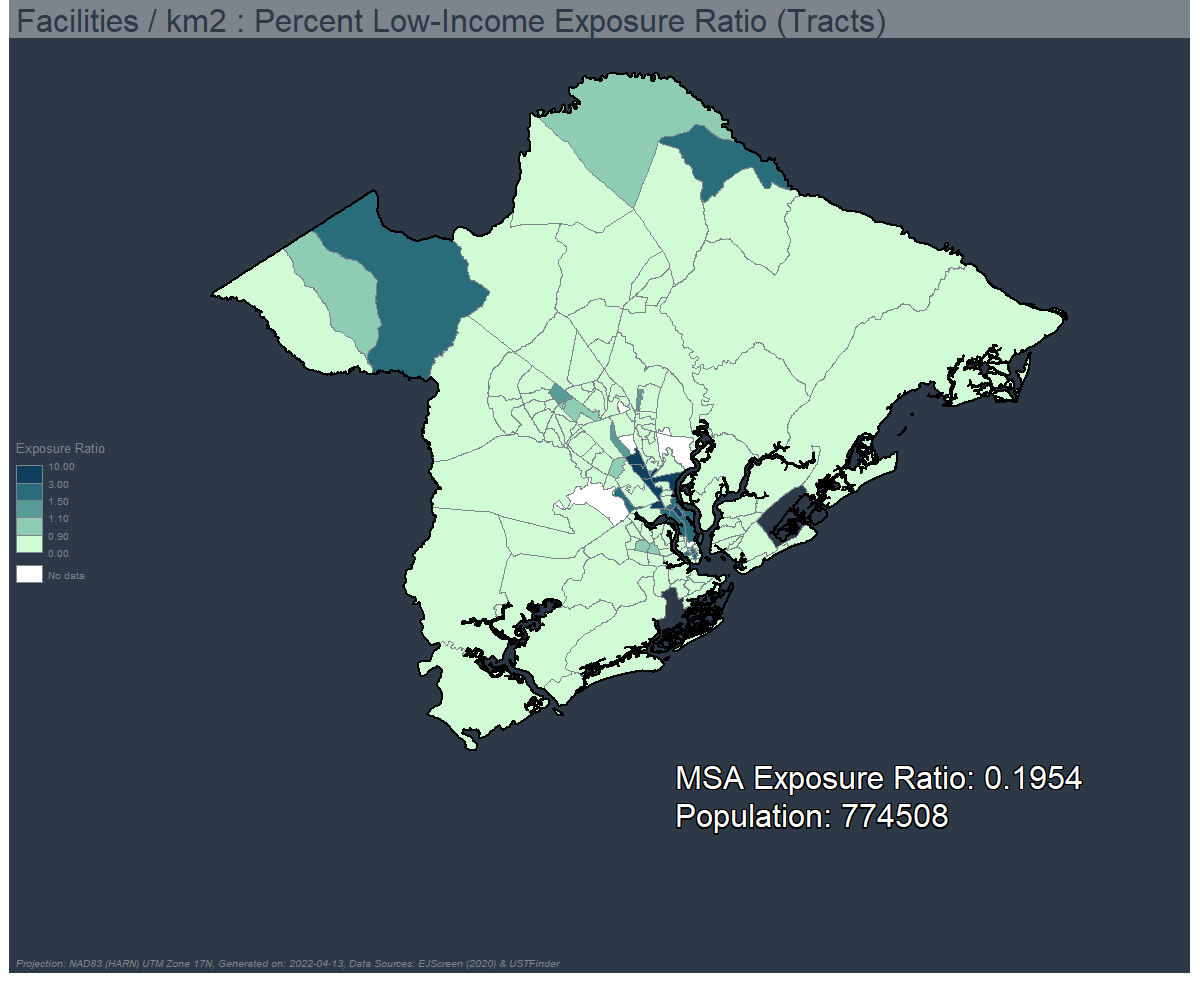 Facilities / km2 : Percent Low-Income Exposure Ratio (Tracts)
Exposure Ratio
10.00
3.00
1.50
1.10
0.90
0.00
No data
MSA Exposure Ratio: 0.1954
Population: 774508
Projection: NAD83 (HARN) UTM Zone 17N, Generated on: 2022-04-13, Data Sources: EJScreen (2020) & USTFinder